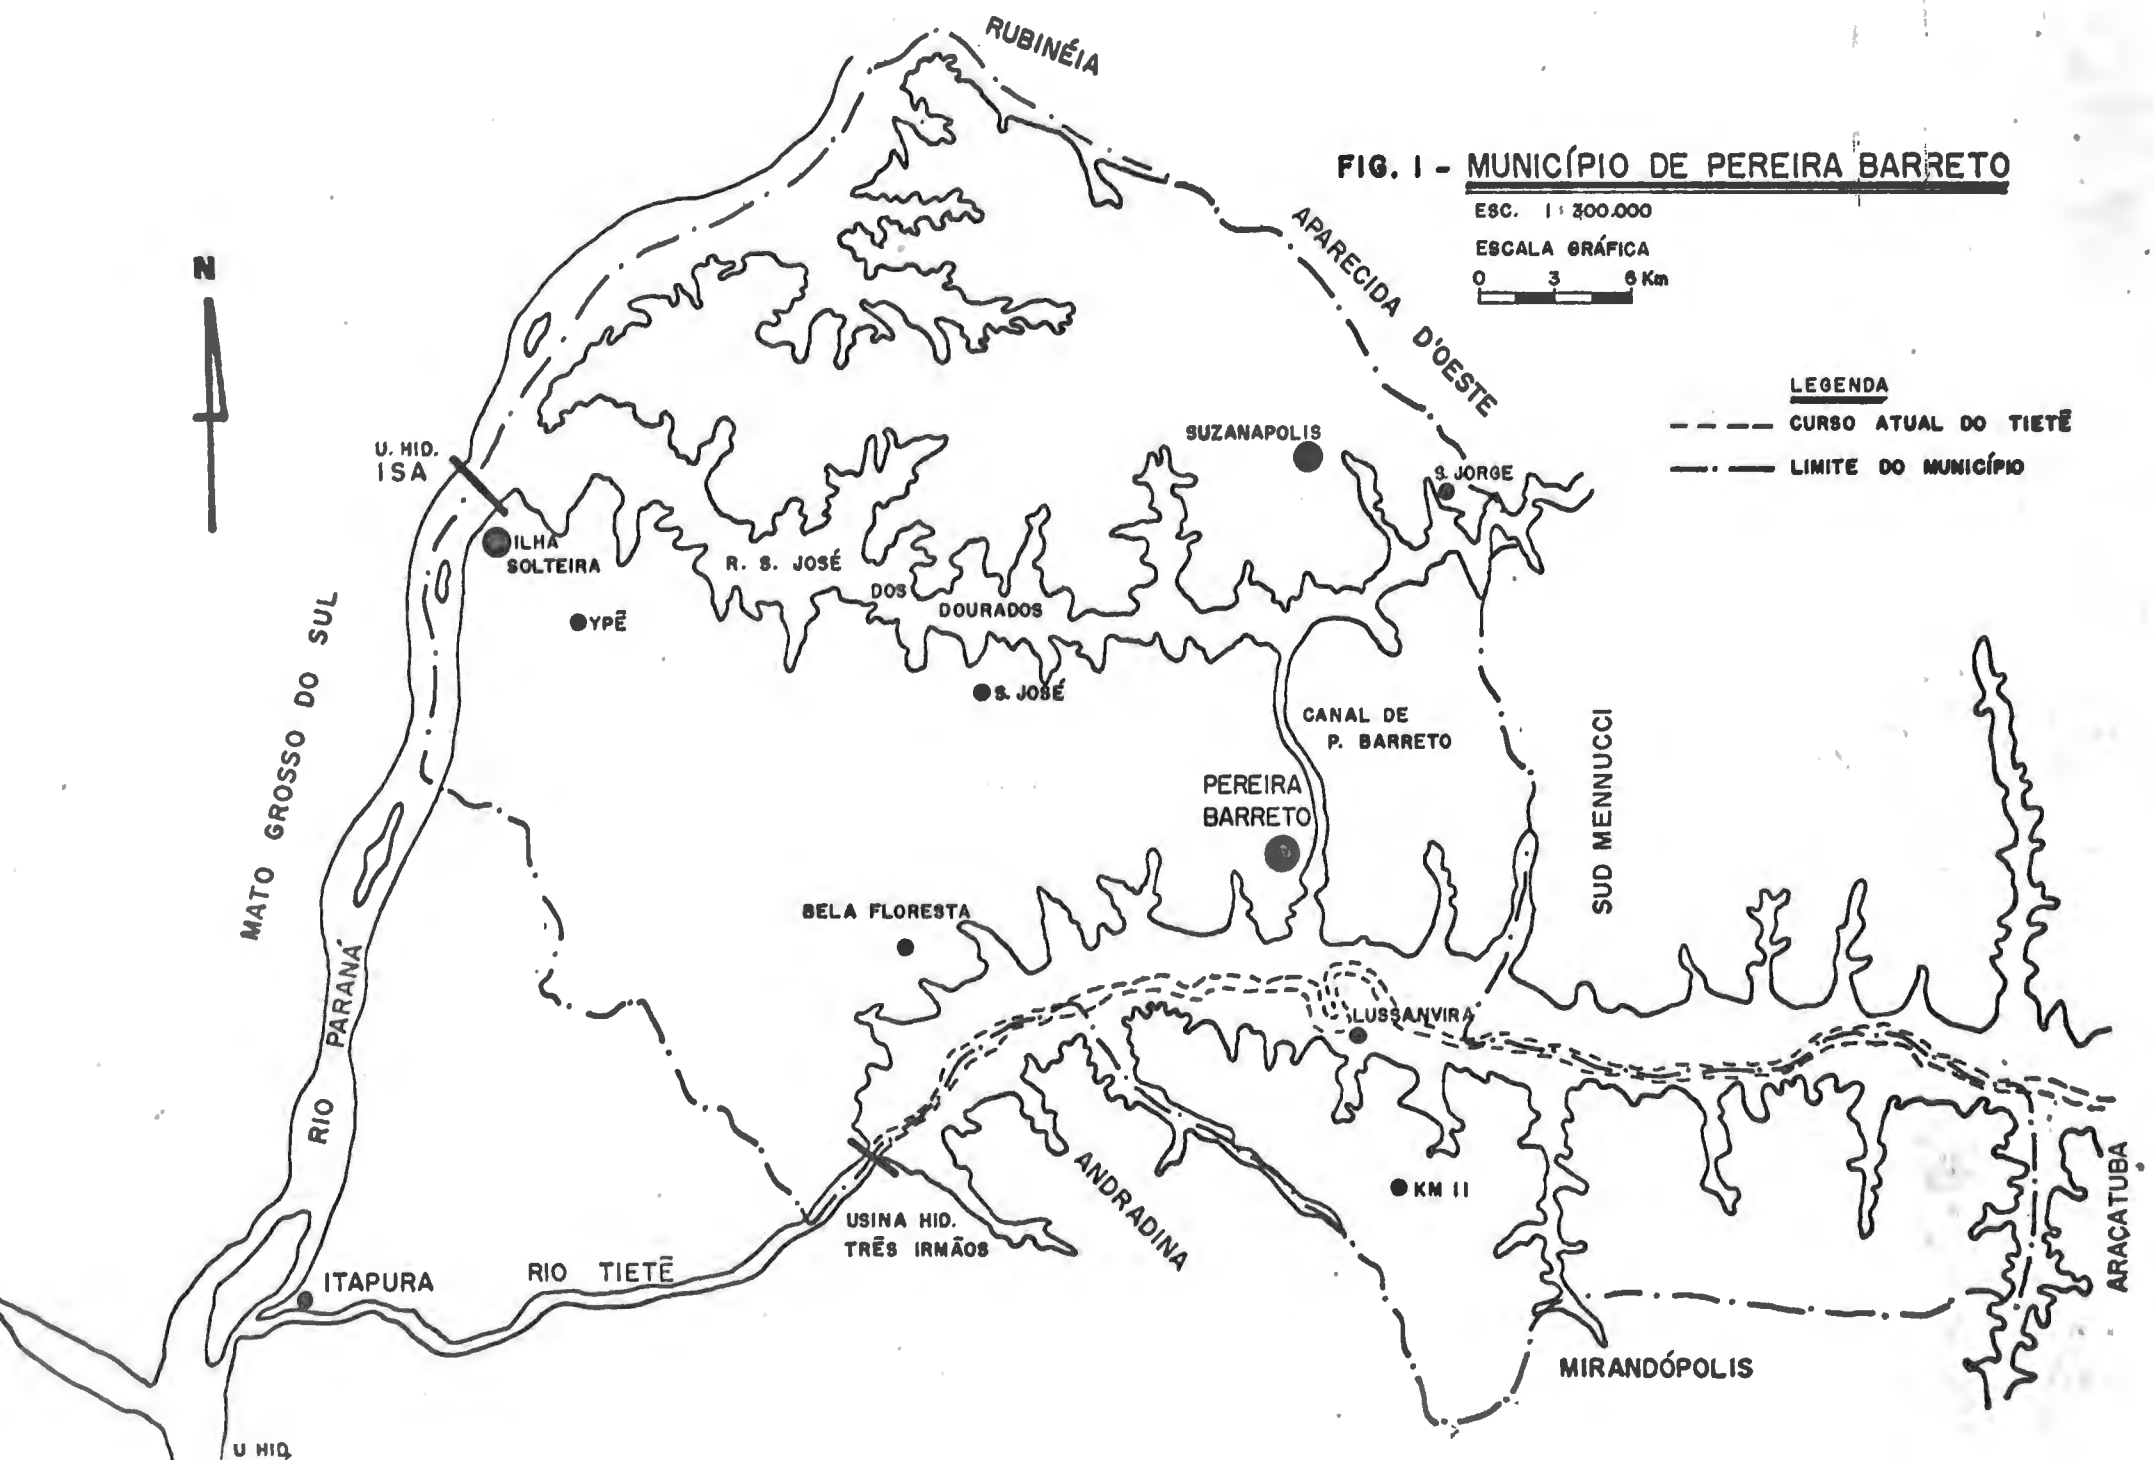 RUBINÉIA
FIG. 1 - MUNICÍPIO DE PEREIRA BARRETO
ESC. 1:300.000
ESCALA GRÁFICA
0 3 6 Km
N
APARECIDA D'OESTE
LEGENDA
CURSO ATUAL DO TIETÊ
LIMITE DO MUNICÍPIO
U. HID.
ISA
SUZANAPOLIS
S. JORGE
ILHA
SOLTEIRA
R. S. JOSÉ
DOS
DOURADOS
YPÊ
S. JOSÉ
MATO GROSSO DO SUL
CANAL DE
P. BARRETO
SUD MENNUCCI
PEREIRA
BARRETO
BELA FLORESTA
RIO PARANÁ
LUSSANVIRA
KM 11
ANDRADINA
USINA HID.
TRÊS IRMÃOS
ARAÇATUBA
RIO TIETÊ
ITAPURA
MIRANDÓPOLIS
U HID.